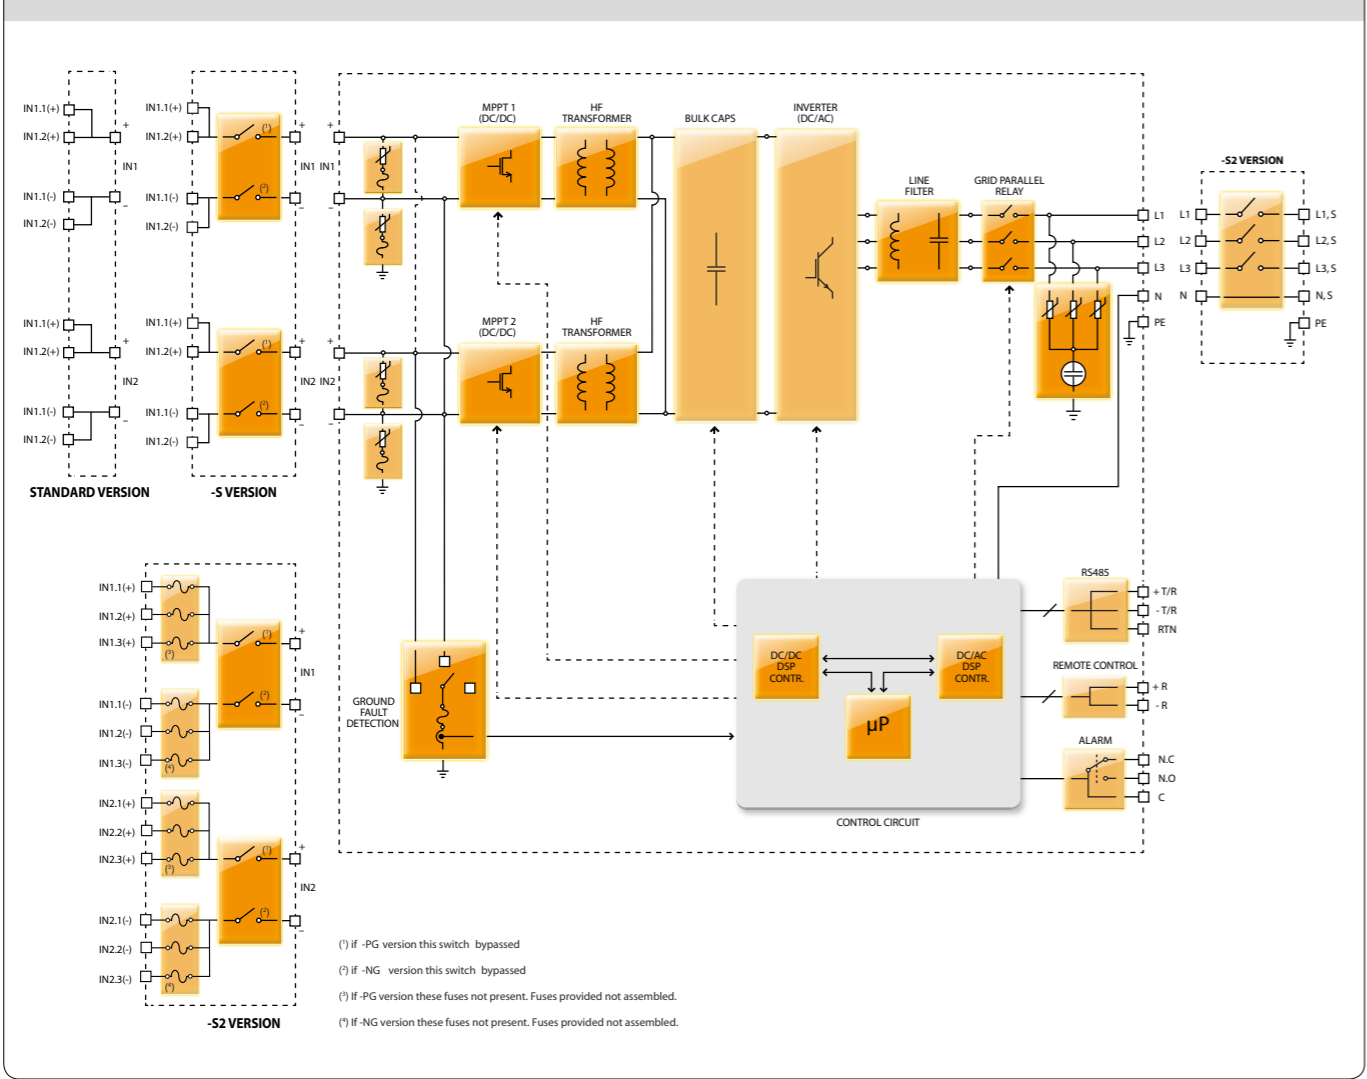 IN1.1(+)
IN1.2(+)
+
IN1
IN1.1(-)
–
IN1.2(-)
IN1.1(+)
IN1.2(+)
+
IN2
IN1.1(-)
–
IN1.2(-)
STANDARD VERSION
IN1.1(+)
(1)
+
IN1.2(+)
IN1
IN1.1(-)
(2)
–
IN1.2(-)
IN1.1(+)
(1)
+
IN1.2(+)
IN2
IN1.1(-)
(2)
–
IN1.2(-)
-S VERSION
+
IN1
–
+
IN2
–
MPPT 1
(DC/DC)
HF
TRANSFORMER
BULK CAPS
INVERTER
(DC/AC)
MPPT 2
(DC/DC)
HF
TRANSFORMER
LINE
FILTER
GRID PARALLEL
RELAY
L1
L2
L3
N
PE
-S2 VERSION
L1
L1, S
L2
L2, S
L3
L3, S
N
N, S
PE
IN1.1(+)
IN1.2(+)
IN1.3(+)
(3)
(1)
+
IN1
IN1.1(-)
(2)
–
IN1.2(-)
IN1.3(-)
(4)
IN2.1(+)
IN2.2(+)
IN2.3(+)
(3)
(1)
+
IN2
IN2.1(-)
(2)
–
IN2.2(-)
IN2.3(-)
(4)
-S2 VERSION
GROUND
FAULT
DETECTION
DC/DC
DSP
CONTR.
DC/AC
DSP
CONTR.
µP
CONTROL CIRCUIT
RS485
+ T/R
- T/R
RTN
REMOTE CONTROL
+ R
- R
ALARM
N.C
N.O
C
(1) if -PG version this switch bypassed
(2) if -NG version this switch bypassed
(3) If -PG version these fuses not present. Fuses provided not assembled.
(4) If -NG version these fuses not present. Fuses provided not assembled.